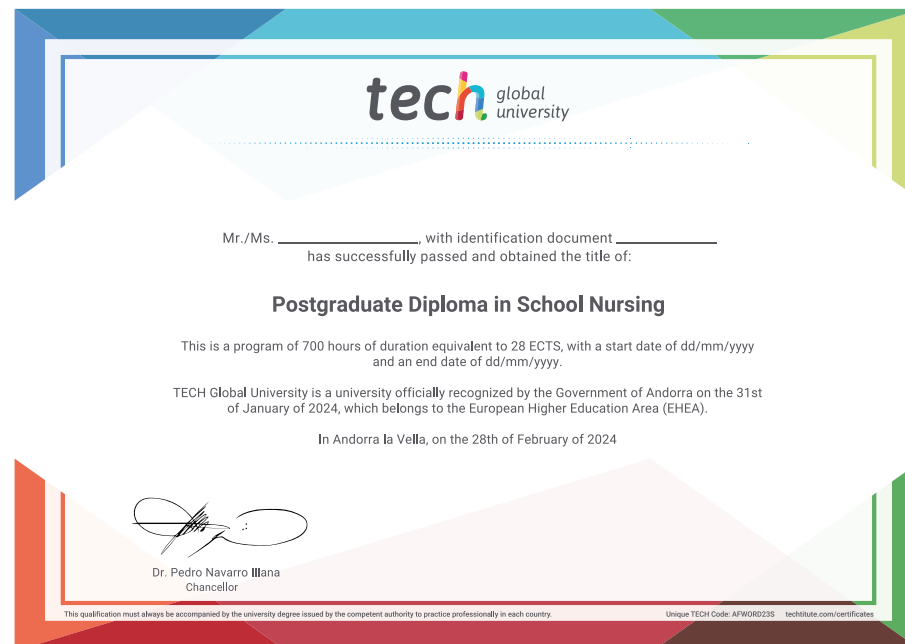 tech global university
Mr./Ms. ____________, with identification document ____________
has successfully passed and obtained the title of:
Postgraduate Diploma in School Nursing
This is a program of 700 hours of duration equivalent to 28 ECTS, with a start date of dd/mm/yyyy
and an end date of dd/mm/yyyy.
TECH Global University is a university officially recognized by the Government of Andorra on the 31st
of January of 2024, which belongs to the European Higher Education Area (EHEA).
In Andorra la Vella, on the 28th of February of 2024
Dr. Pedro Navarro Illana
Chancellor
This qualification must always be accompanied by the university degree issued by the competent authority to practice professionally in each country. Unique TECH Code: AFWORD23S techtitute.com/certificates